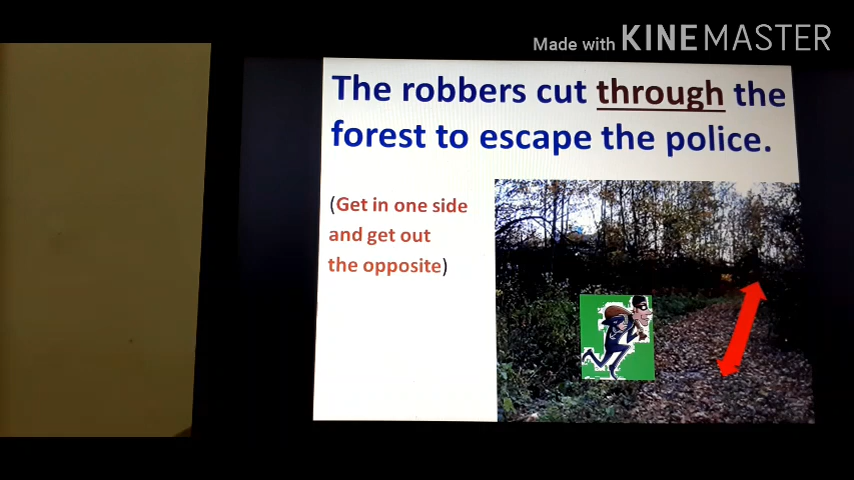 Made with KINEMASTER
The robbers cut through the
forest to escape the police.
(Get in one side
and get out
the opposite)